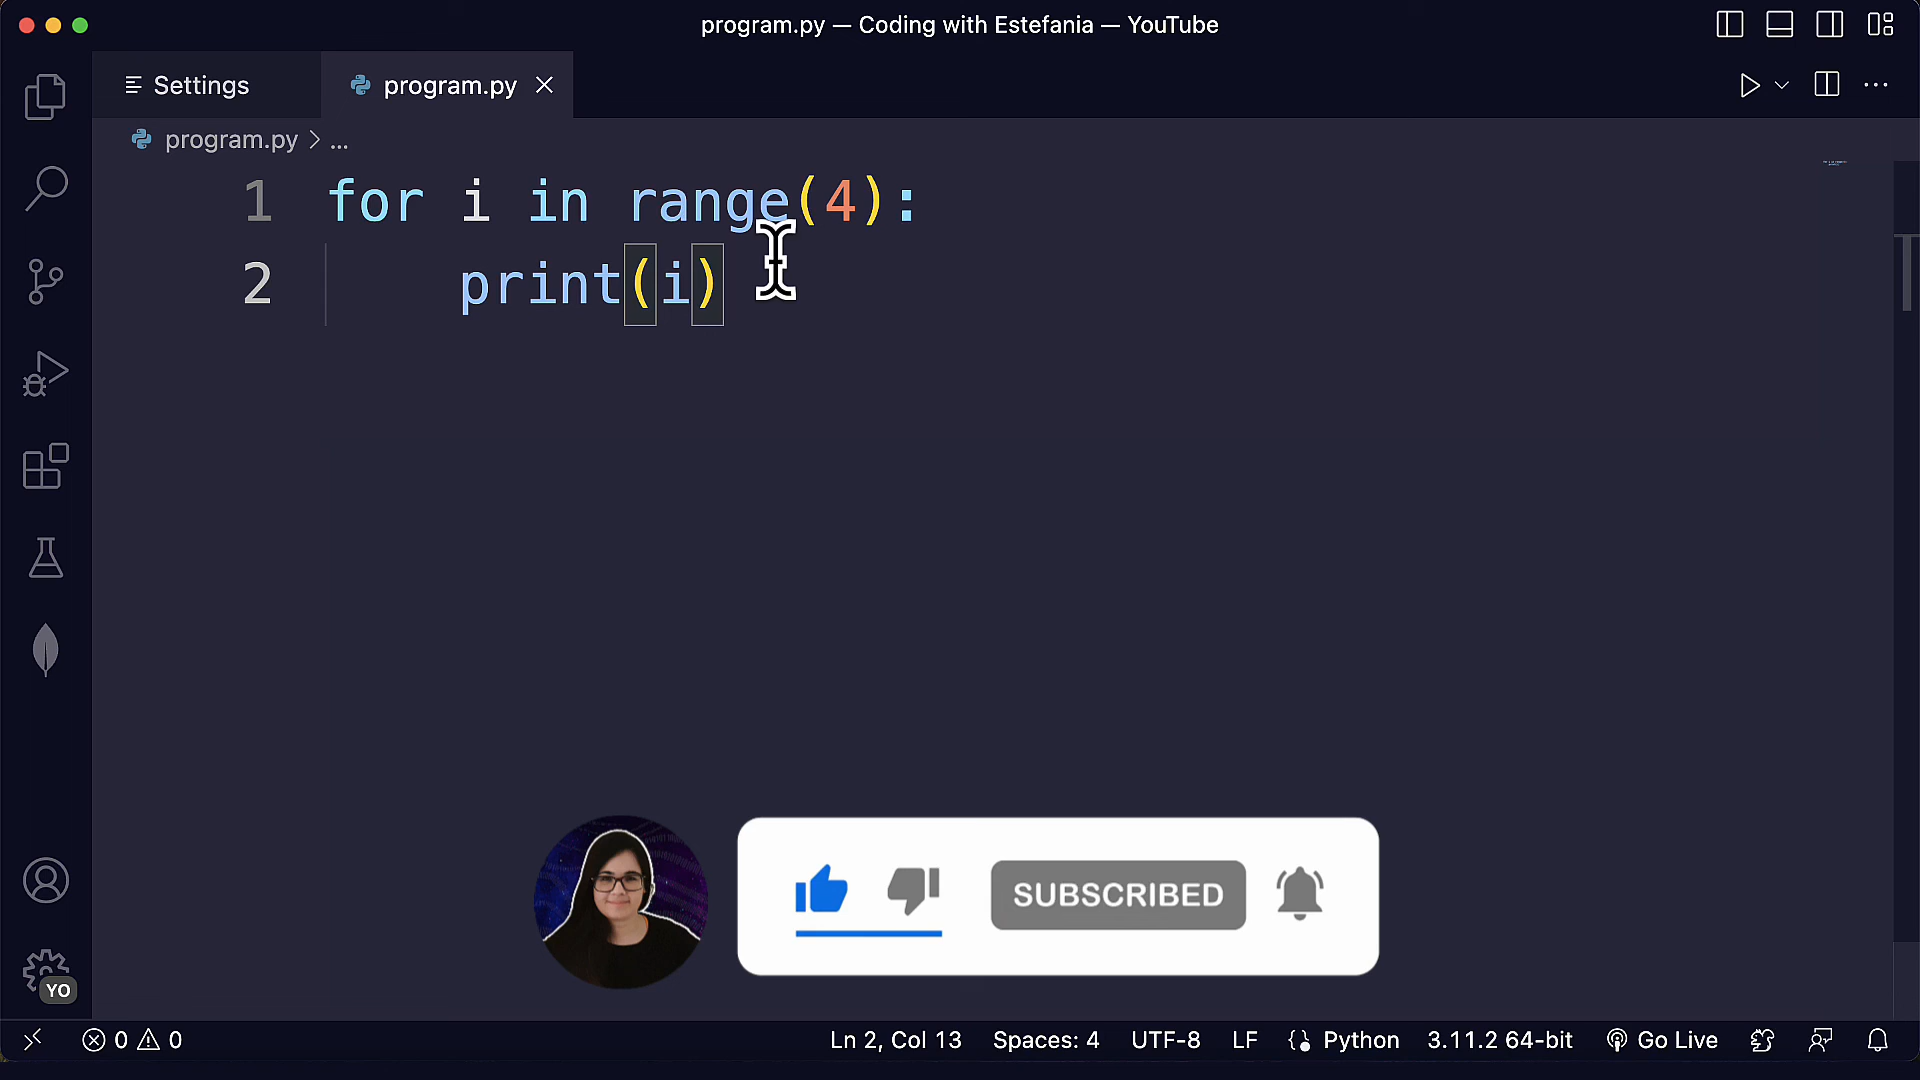 program.py — Coding with Estefania — YouTube
Settings
program.py
program.py > ...
1 for i in range(4):
2 print(i)
SUBSCRIBED
YO
0 0
Ln 2, Col 13 Spaces: 4 UTF-8 LF Python 3.11.2 64-bit Go Live